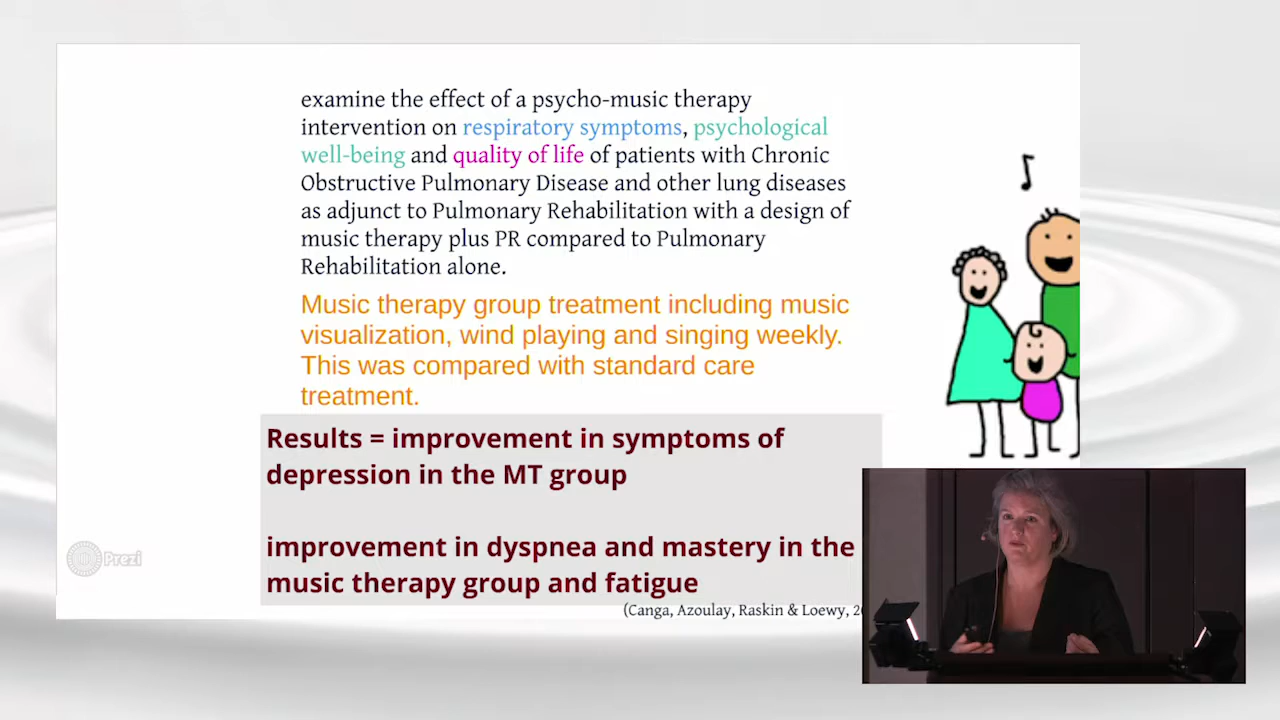 examine the effect of a psycho-music therapy
intervention on respiratory symptoms, psychological
well-being and quality of life of patients with Chronic
Obstructive Pulmonary Disease and other lung diseases
as adjunct to Pulmonary Rehabilitation with a design of
music therapy plus PR compared to Pulmonary
Rehabilitation alone.
Music therapy group treatment including music
visualization, wind playing and singing weekly.
This was compared with standard care
treatment.
Results = improvement in symptoms of
depression in the MT group
improvement in dyspnea and mastery in the
music therapy group and fatigue
Prezi
(Canga, Azoulay, Raskin & Loewy,